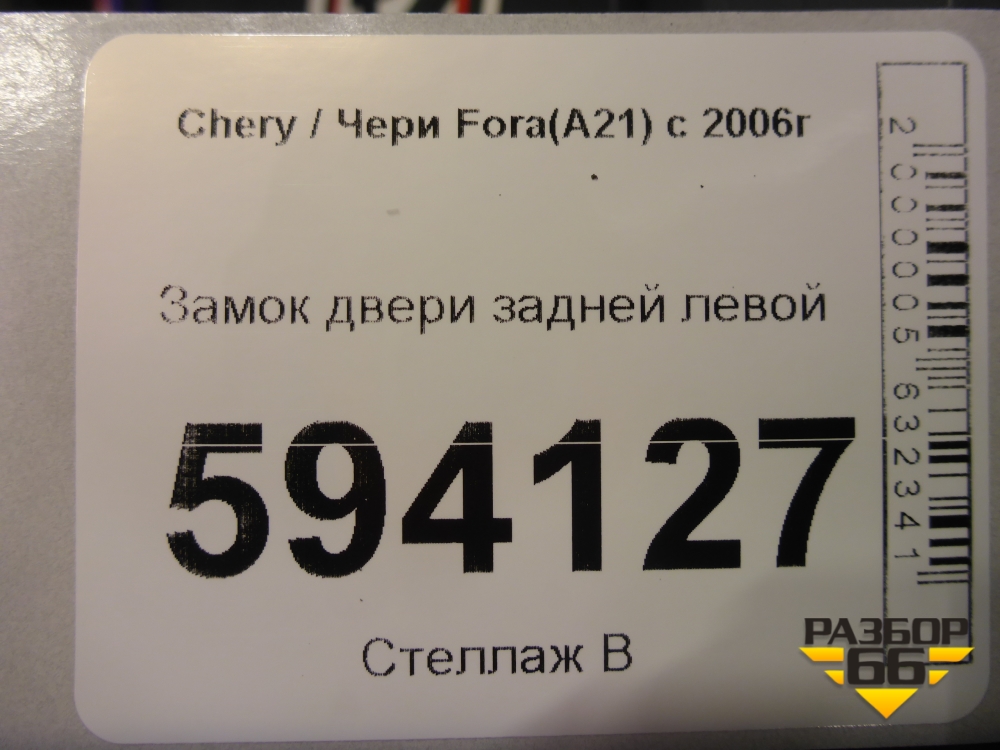 Chery / Чери Fora(A21) с 2006г
Замок двери задней левой
594127
Стеллаж В
2000005632341
РАЗБОР
66